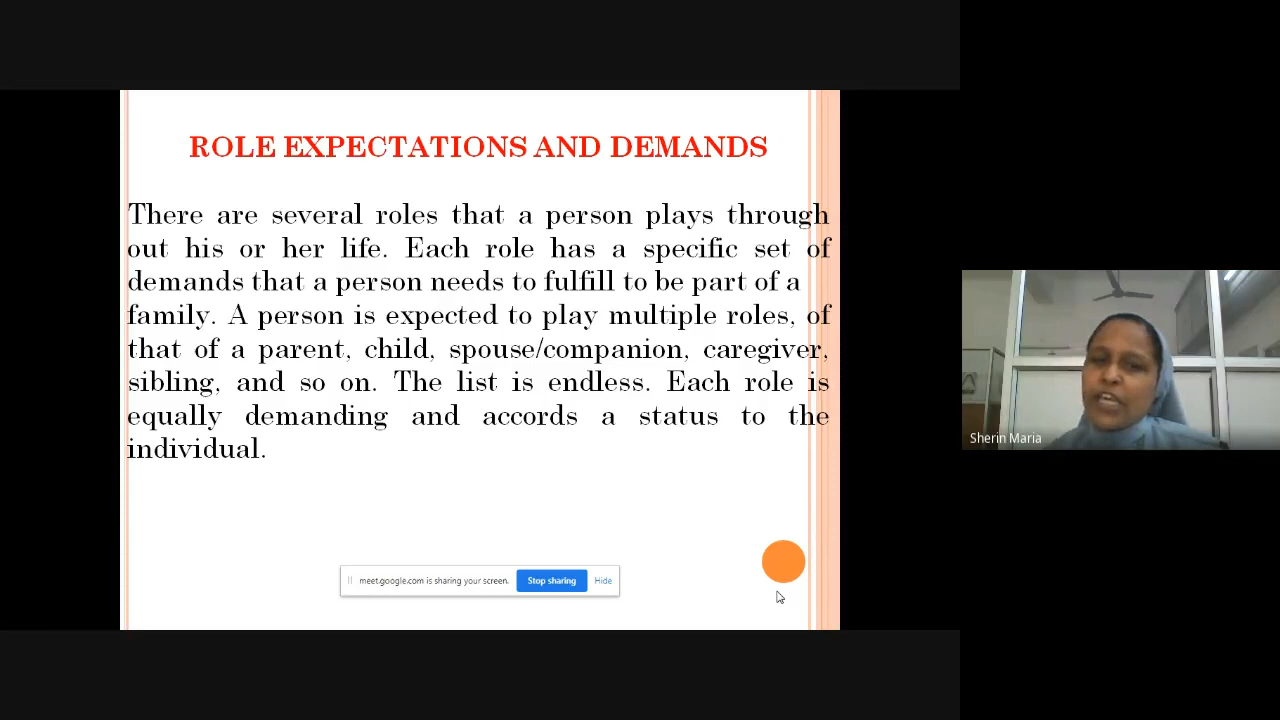 ROLE EXPECTATIONS AND DEMANDS
There are several roles that a person plays through
out his or her life. Each role has a specific set of
demands that a person needs to fulfill to be part of a
family. A person is expected to play multiple roles, of
that of a parent, child, spouse/companion, caregiver,
sibling, and so on. The list is endless. Each role is
equally demanding and accords a status to the
individual.
meet.google.com is sharing your screen. Stop sharing Hide
Sherin Maria